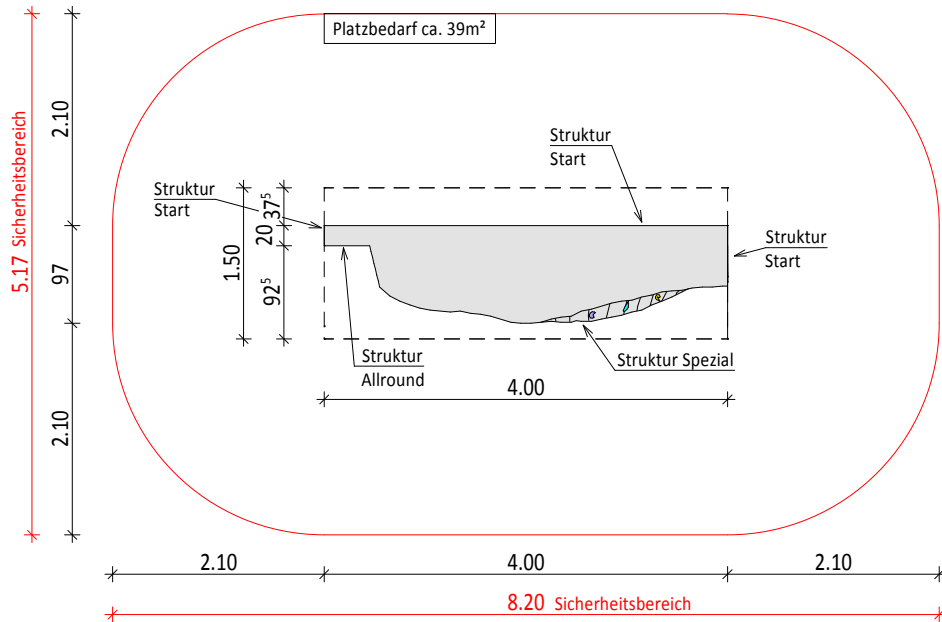 Platzbedarf ca. 39m²
Struktur
Start
Struktur
Start
Struktur
Start
Struktur
Allround
Struktur Spezial
4.00
37⁵
20
92⁵
1.50
2.10
97
2.10
5.17 Sicherheitsbereich
2.10
4.00
2.10
8.20 Sicherheitsbereich